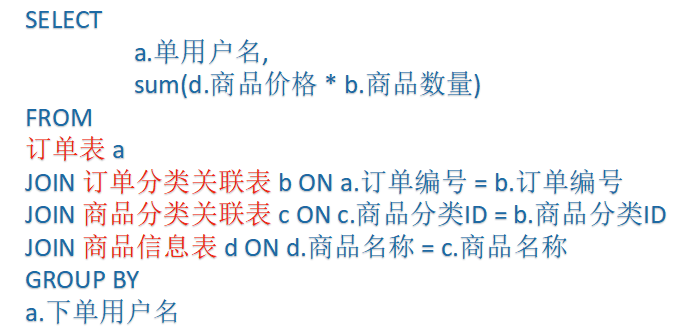 SELECT
a.单用户名,
sum(d.商品价格 * b.商品数量)
FROM
订单表 a
JOIN 订单分类关联表 b ON a.订单编号 = b.订单编号
JOIN 商品分类关联表 c ON c.商品分类ID = b.商品分类ID
JOIN 商品信息表 d ON d.商品名称 = c.商品名称
GROUP BY
a.下单用户名